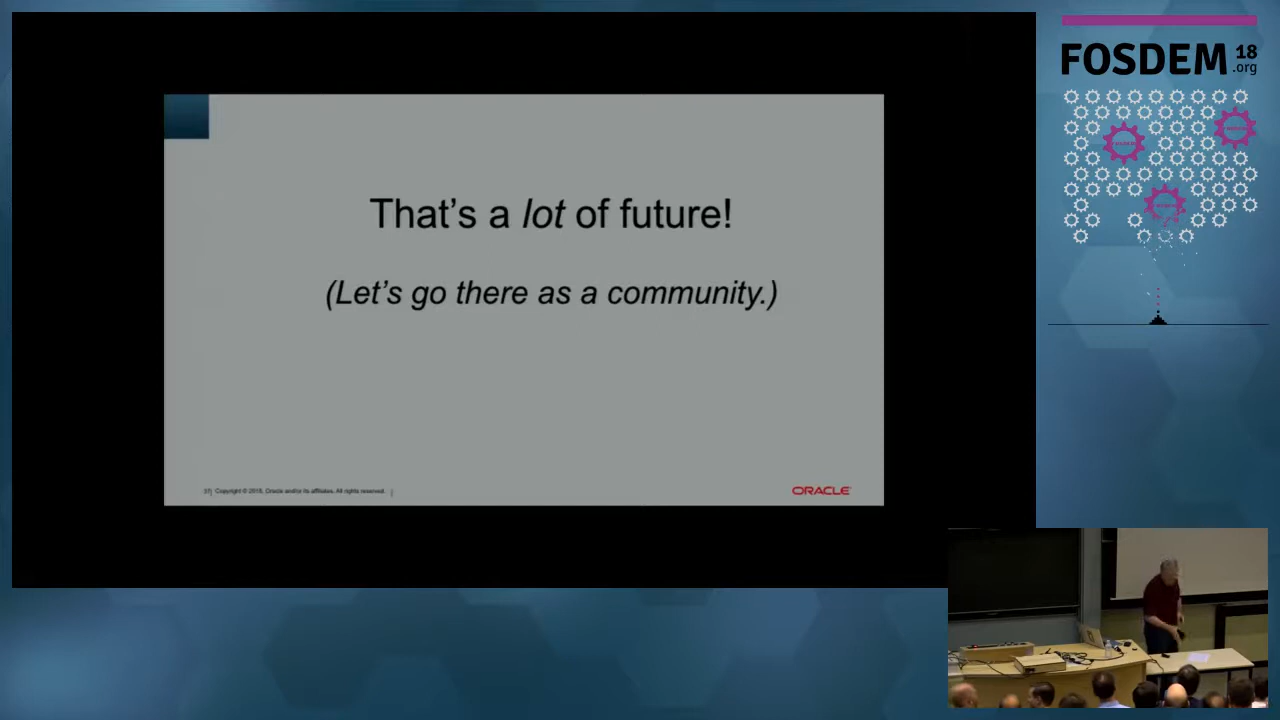 That's a lot of future!
(Let's go there as a community.)
Copyright © 2018, Oracle and/or its affiliates. All rights reserved. |
ORACLE
FOSDEM 18
.org